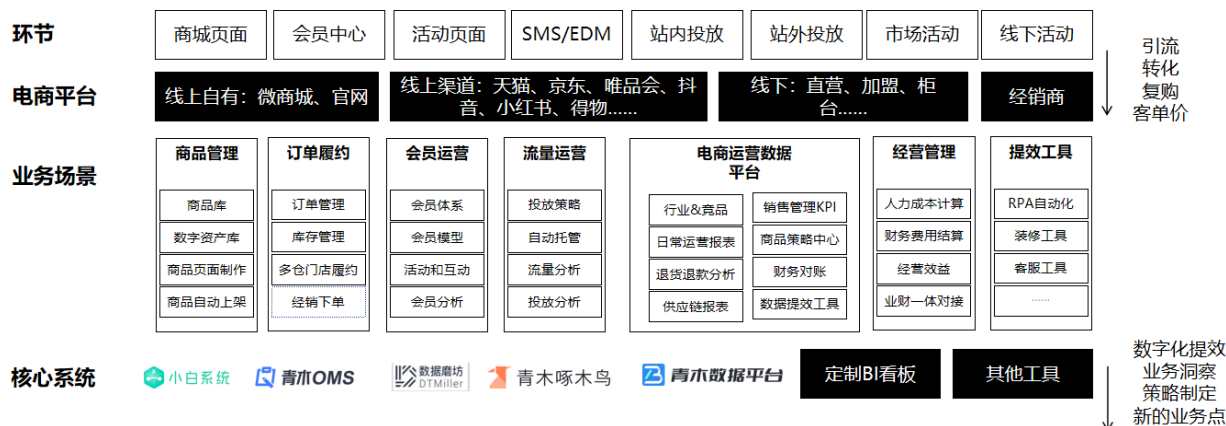 环节
商城页面
会员中心
活动页面
SMS/EDM
站内投放
站外投放
市场活动
线下活动
引流
转化
复购
客单价
电商平台
线上自有：微商城、官网
线上渠道：天猫、京东、唯品会、抖
音、小红书、得物......
线下：直营、加盟、柜
台......
经销商
业务场景
商品管理
商品库
数字资产库
商品页面制作
商品自动上架
订单履约
订单管理
库存管理
多仓门店履约
经销下单
会员运营
会员体系
会员模型
活动和互动
会员分析
流量运营
投放策略
自动托管
流量分析
投放分析
电商运营数据
平台
行业&竞品
日常运营报表
退货退款分析
供应链报表
销售管理KPI
商品策略中心
财务对账
数据提效工具
经营管理
人力成本计算
财务费用结算
经营效益
业财一体对接
提效工具
RPA自动化
装修工具
客服工具
......
核心系统
小白系统
青木OMS
数据磨坊
DTMiller
青木啄木鸟
青木数据平台
定制BI看板
其他工具
数字化提效
业务洞察
策略制定
新的业务点